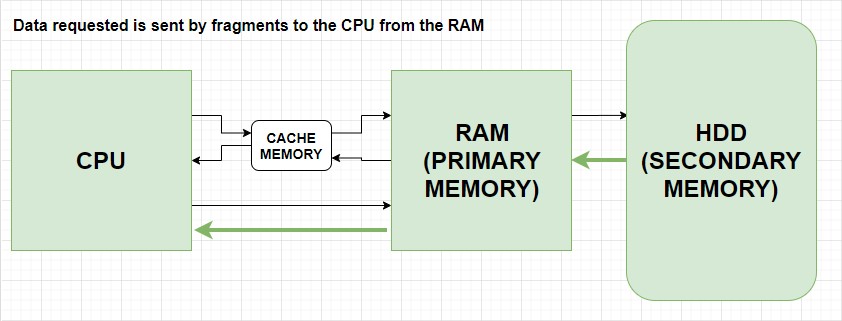 Data requested is sent by fragments to the CPU from the RAM
CPU
CACHE
MEMORY
RAM
(PRIMARY
MEMORY)
HDD
(SECONDARY
MEMORY)